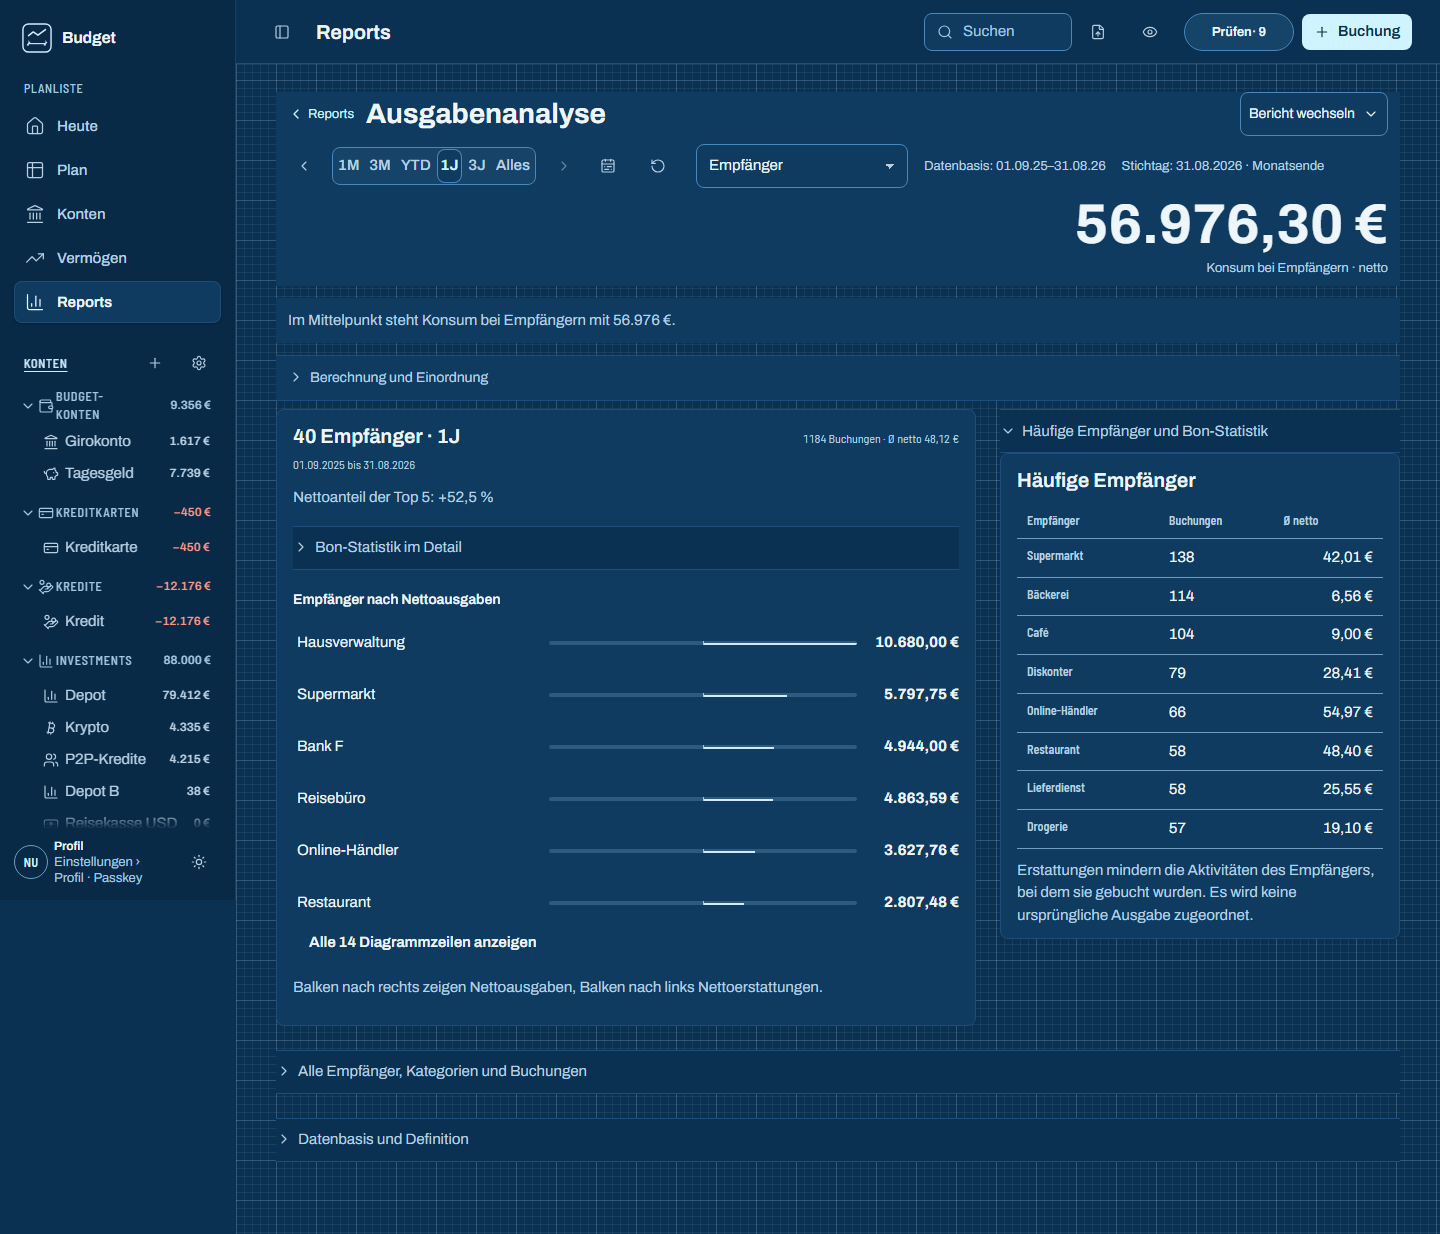 Budget
PLANLISTE
Heute
Plan
Konten
Vermögen
Reports
KONTEN
BUDGET-KONTEN 9.356 €
Girokonto 1.617 €
Tagesgeld 7.739 €
KREDITKARTEN −450 €
Kreditkarte −450 €
KREDITE −12.176 €
Kredit −12.176 €
INVESTMENTS 88.000 €
Depot 79.412 €
Krypto 4.335 €
P2P-Kredite 4.215 €
Depot B 38 €
Reisekasse USD 0 €
NU
Profil
Einstellungen ›
Profil · Passkey
Reports
Suchen
Prüfen · 9
Buchung
Reports
Ausgabenanalyse
Bericht wechseln
1M 3M YTD 1J 3J Alles
Empfänger
Datenbasis: 01.09.25–31.08.26 Stichtag: 31.08.2026 · Monatsende
56.976,30 €
Konsum bei Empfängern · netto
Im Mittelpunkt steht Konsum bei Empfängern mit 56.976 €.
Berechnung und Einordnung
40 Empfänger · 1J
1184 Buchungen · Ø netto 48,12 €
01.09.2025 bis 31.08.2026
Nettoanteil der Top 5: +52,5 %
Bon-Statistik im Detail
Empfänger nach Nettoausgaben
Hausverwaltung 10.680,00 €
Supermarkt 5.797,75 €
Bank F 4.944,00 €
Reisebüro 4.863,59 €
Online-Händler 3.627,76 €
Restaurant 2.807,48 €
Alle 14 Diagrammzeilen anzeigen
Balken nach rechts zeigen Nettoausgaben, Balken nach links Nettoerstattungen.
Häufige Empfänger und Bon-Statistik
Häufige Empfänger
Empfänger Buchungen Ø netto
Supermarkt 138 42,01 €
Bäckerei 114 6,56 €
Café 104 9,00 €
Diskonter 79 28,41 €
Online-Händler 66 54,97 €
Restaurant 58 48,40 €
Lieferdienst 58 25,55 €
Drogerie 57 19,10 €
Erstattungen mindern die Aktivitäten des Empfängers,
bei dem sie gebucht wurden. Es wird keine
ursprüngliche Ausgabe zugeordnet.
Alle Empfänger, Kategorien und Buchungen
Datenbasis und Definition